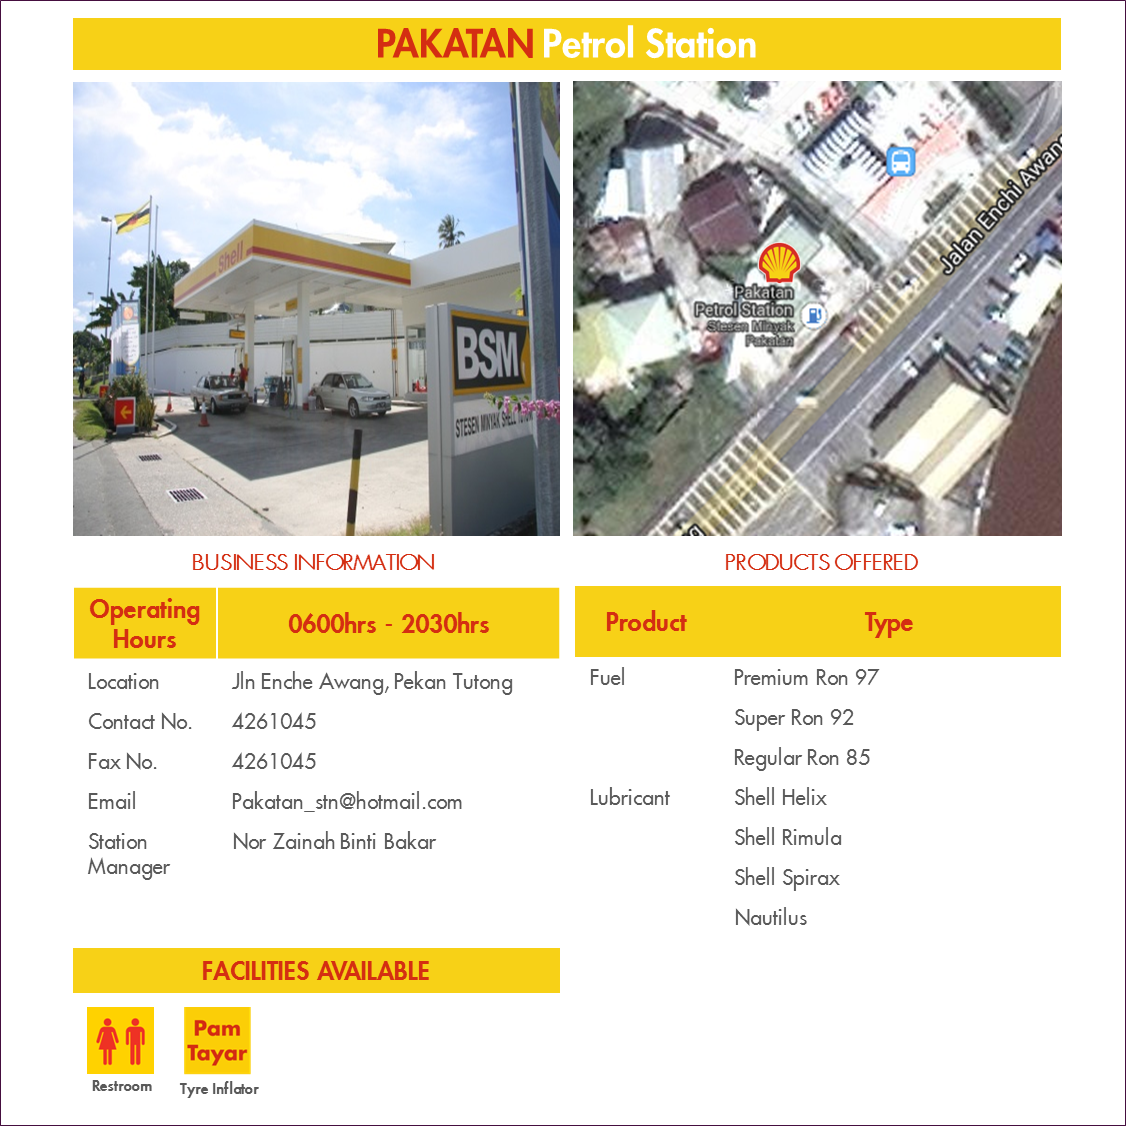 PAKATAN Petrol Station
Shell
BSM
STESEN MINYAK SHELL
Jalan Enchi Awang
Pakatan
Petrol Station
Stesen Minyak
Pakatan
BUSINESS INFORMATION
Operating
Hours
0600hrs - 2030hrs
Location
Jln Enche Awang, Pekan Tutong
Contact No.
4261045
Fax No.
4261045
Email
Pakatan_stn@hotmail.com
Station
Manager
Nor Zainah Binti Bakar
PRODUCTS OFFERED
Product
Type
Fuel
Premium Ron 97
Super Ron 92
Regular Ron 85
Lubricant
Shell Helix
Shell Rimula
Shell Spirax
Nautilus
FACILITIES AVAILABLE
Pam
Tayar
Restroom
Tyre Inflator